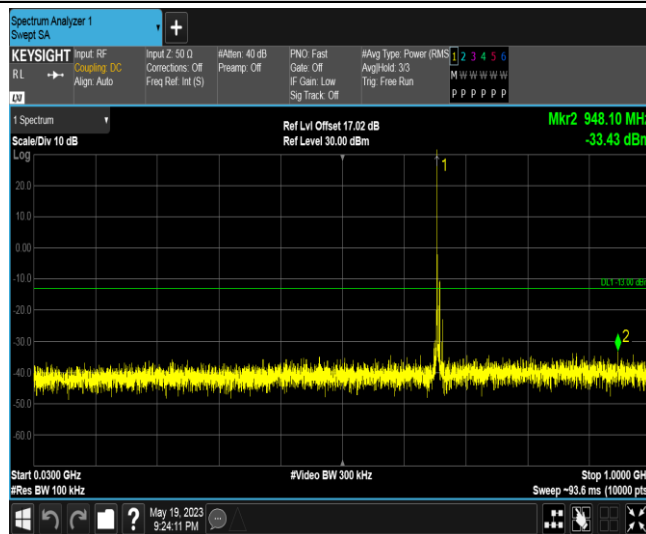 Spectrum Analyzer 1
Swept SA
+
KEYSIGHT
RL
LXI
Input: RF
Coupling: DC
Align: Auto
Input Z: 50 Ω
Corrections: Off
Freq Ref: Int (S)
#Atten: 40 dB
Preamp: Off
PNO: Fast
Gate: Off
IF Gain: Low
Sig Track: Off
#Avg Type: Power (RMS
Avg|Hold: 3/3
Trig: Free Run
1 2 3 4 5 6
M W W W W W
P P P P P P
1 Spectrum
Scale/Div 10 dB
Log
Ref Lvl Offset 17.02 dB
Ref Level 30.00 dBm
Mkr2 948.10 MHz
-33.43 dBm
1
20.0
10.0
0.00
-10.0
DL1 -13.00 dBm
-20.0
-30.0
2
-40.0
-50.0
-60.0
Start 0.0300 GHz
#Res BW 100 kHz
#Video BW 300 kHz
Stop 1.0000 GH
Sweep ~93.6 ms (10000 pts
?
May 19, 2023
9:24:11 PM